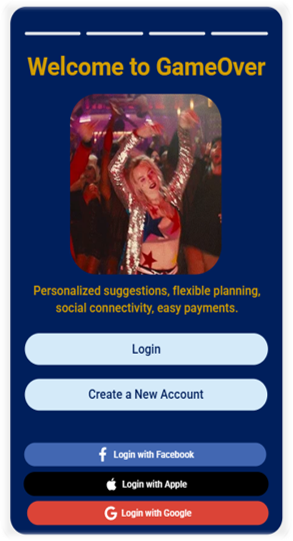 Welcome to GameOver
Personalized suggestions, flexible planning,
social connectivity, easy payments.
Login
Create a New Account
Login with Facebook
Login with Apple
Login with Google